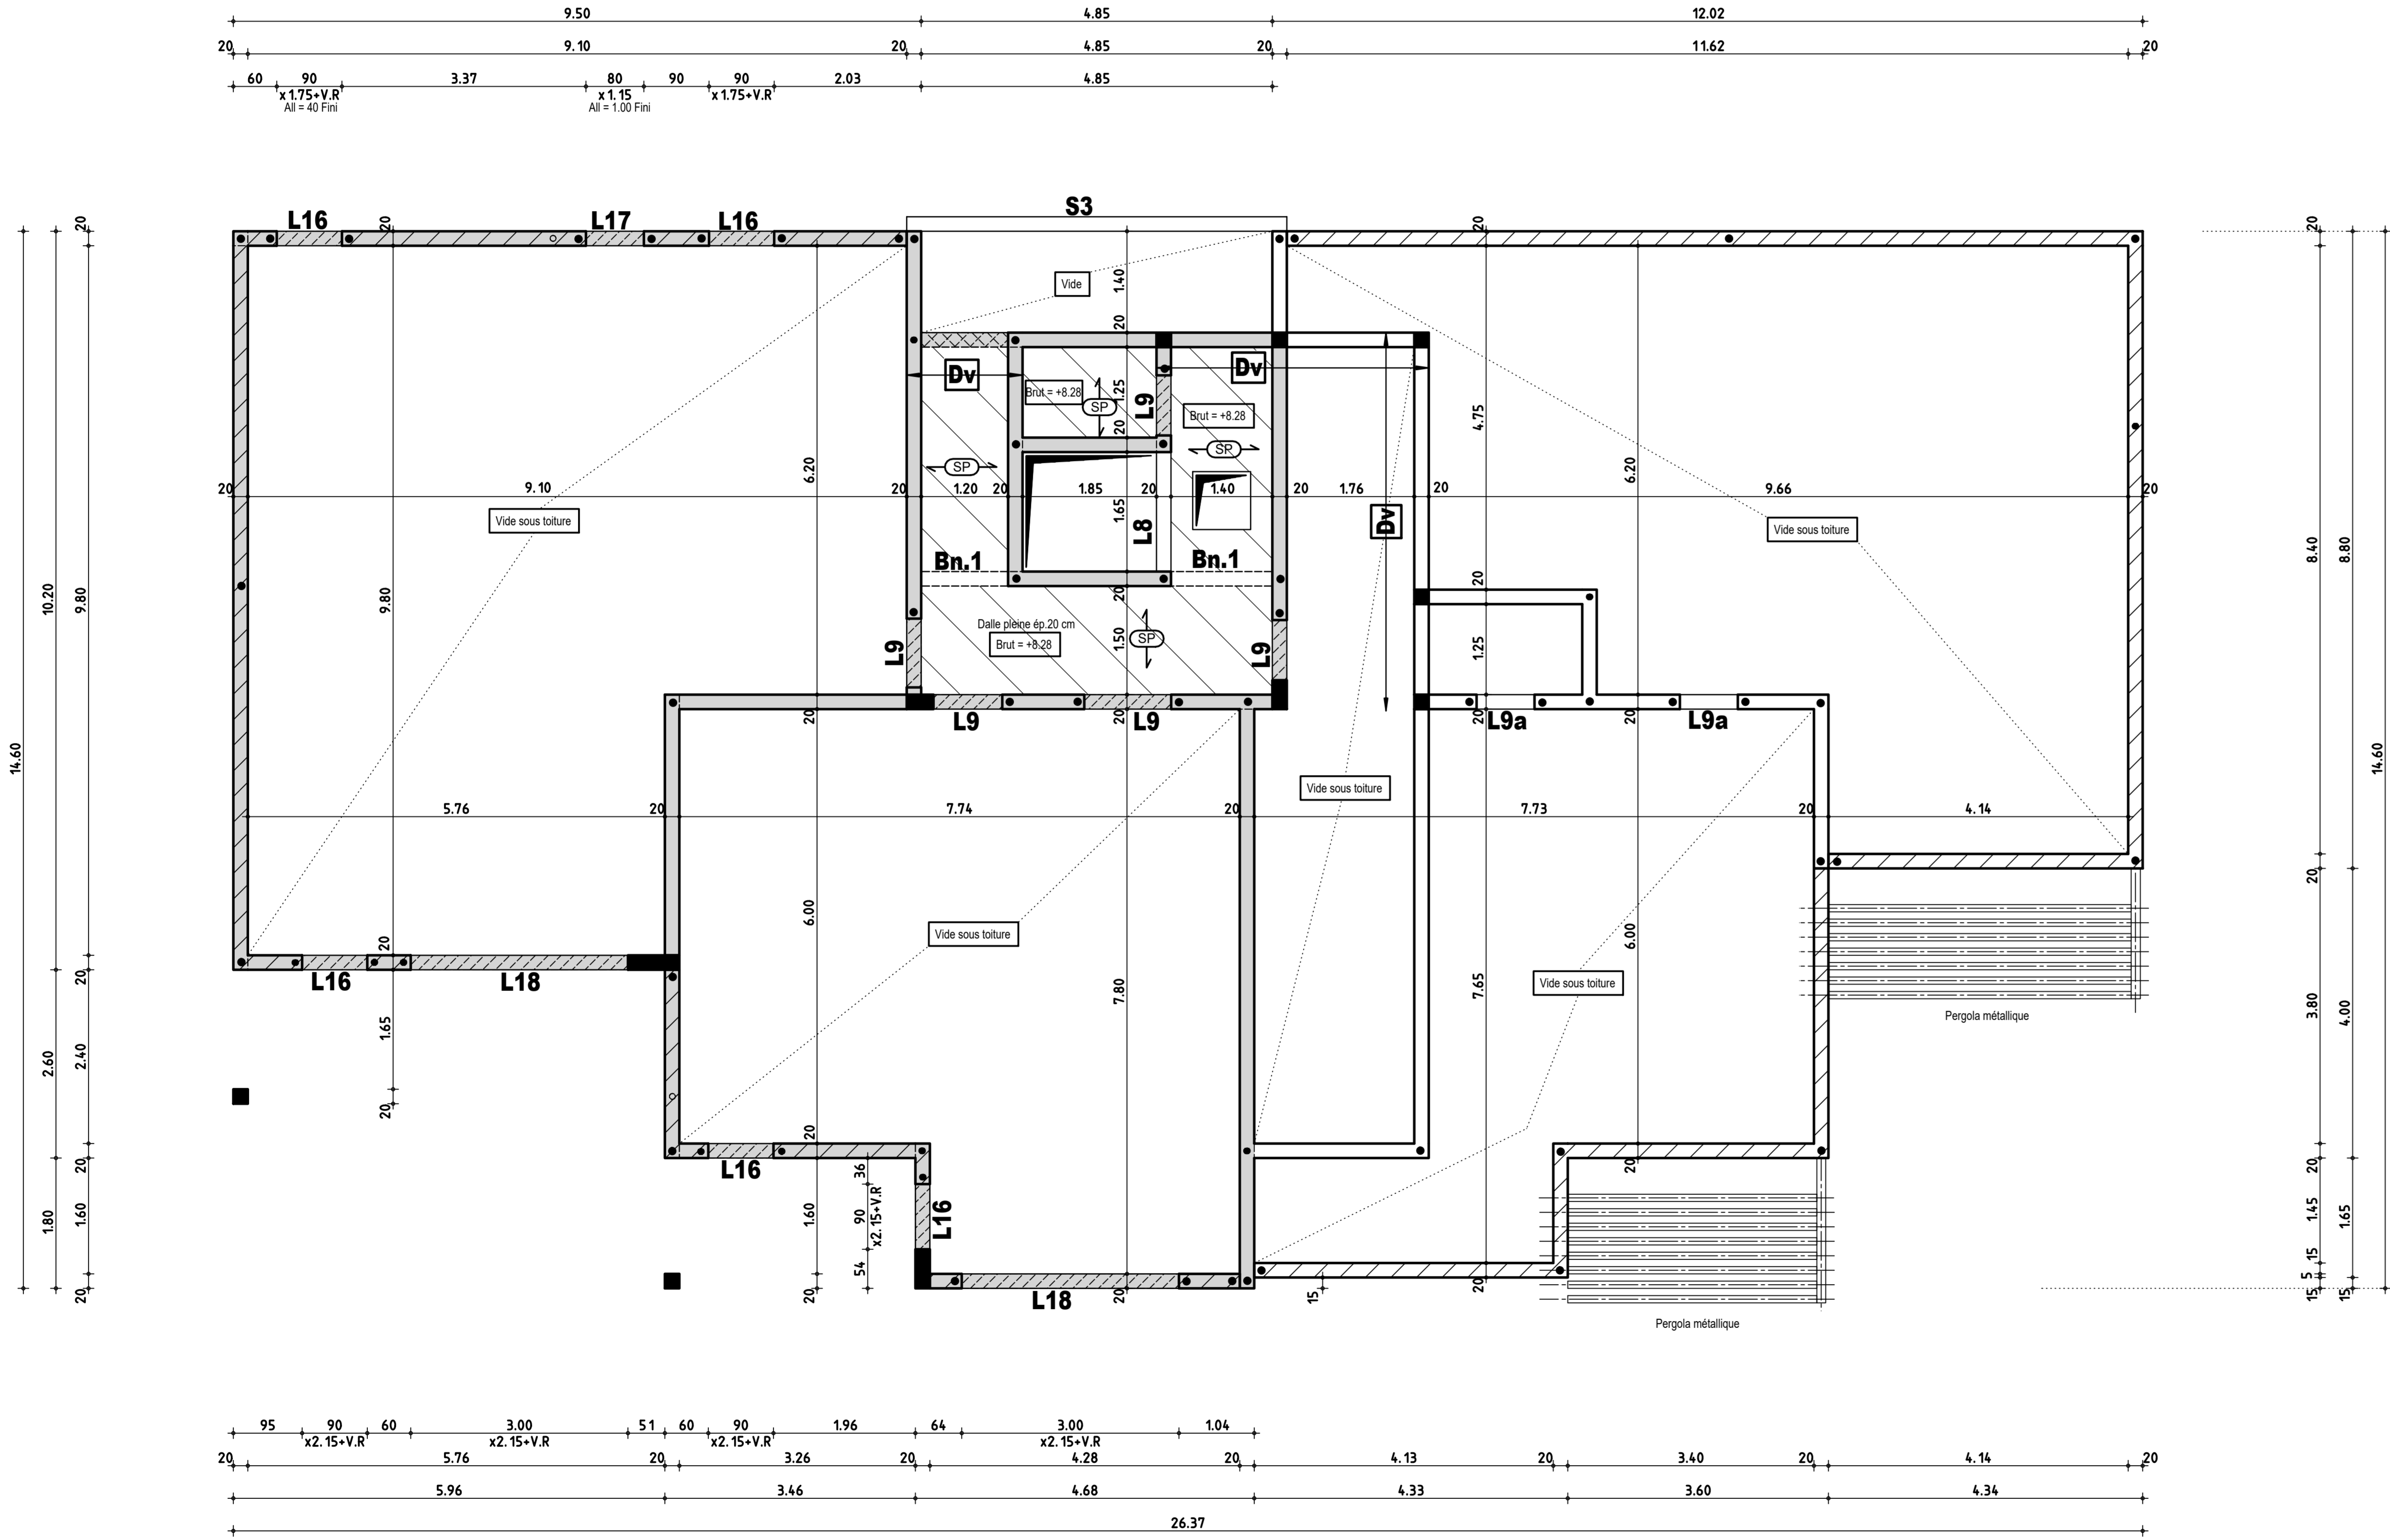 9.50 4.85 12.02
20 9.10 20 4.85 20 11.62 20
60 90 3.37 80 90 90 2.03 4.85
x1.75+V.R x1.15 x1.75+V.R
All = 40 Fini All = 1.00 Fini
S3
L16 L17 L16
20 20 20 20
Vide
1.40
20
Dv Dv
Brut = +8.28
1.25
SP
L9
Brut = +8.28
4.75
20
SP
SP
6.20 6.20
20 9.10 20 1.20 20 1.85 20 1.40 20 1.76 20 9.66 20
Vide sous toiture
1.65
L8
Dv
Vide sous toiture
Bn.1 Bn.1
8.40 8.80
10.20 9.80 9.80
20 20
Dalle pleine ép.20 cm
Brut = +8.28
1.50
SP
1.25
L9 L9
20 20 20 20
L9 L9 L9a L9a
14.60 14.60
Vide sous toiture
5.76 20 7.74 20 7.73 20 4.14
20
6.00 6.00
Vide sous toiture
20
L16 L18
20
7.80 7.65
Vide sous toiture
3.80 4.00
Pergola métallique
1.65
2.60 2.40
20
20 20 20
L16
36
20
1.80 1.60 1.60
90
x2.15+V.R
L16
1.45 1.65
54
15
5
20 20 20 15 20 15 15
L18
Pergola métallique
95 90 60 3.00 51 60 90 1.96 64 3.00 1.04
x2.15+V.R x2.15+V.R x2.15+V.R x2.15+V.R
20 5.76 20 3.26 20 4.28 20 4.13 20 3.40 20 4.14 20
5.96 3.46 4.68 4.33 3.60 4.34
26.37